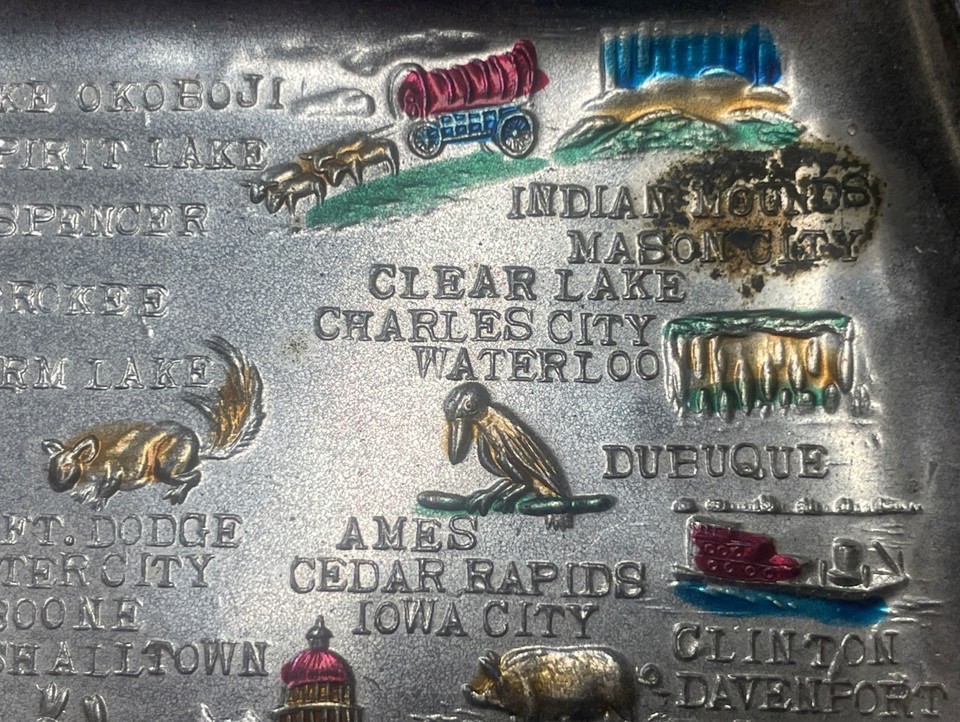 KE OKOBOJI
PIRIT LAKE
SPENCER
ROKEE
RM LAKE
FT. DODGE
TER CITY
BOONE
SHALLTOWN
INDIAN MOUNDS
MASON CITY
CLEAR LAKE
CHARLES CITY
WATERLOO
DUBUQUE
AMES
CEDAR RAPIDS
IOWA CITY
CLINTON
DAVENPORT